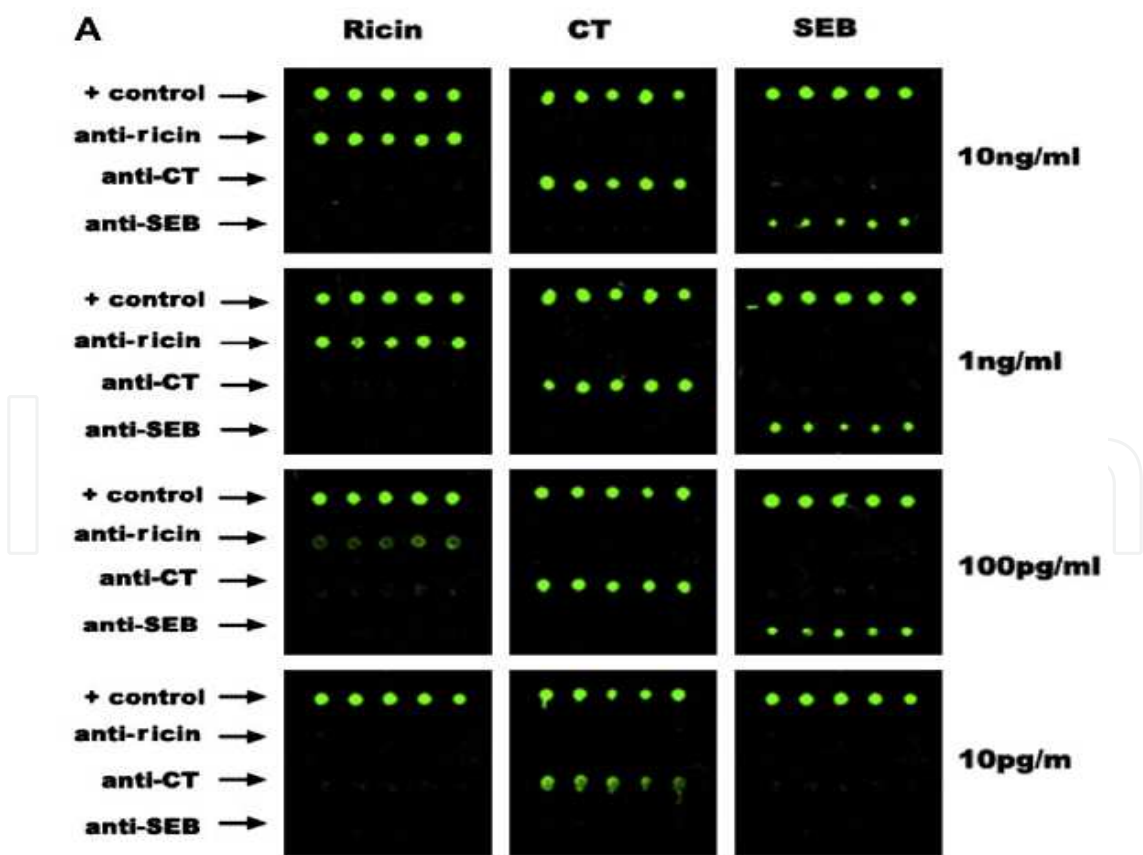 A
Ricin CT SEB
+ control
anti-ricin
anti-CT
anti-SEB
10ng/ml
+ control
anti-ricin
anti-CT
anti-SEB
1ng/ml
+ control
anti-ricin
anti-CT
anti-SEB
100pg/ml
+ control
anti-ricin
anti-CT
anti-SEB
10pg/m